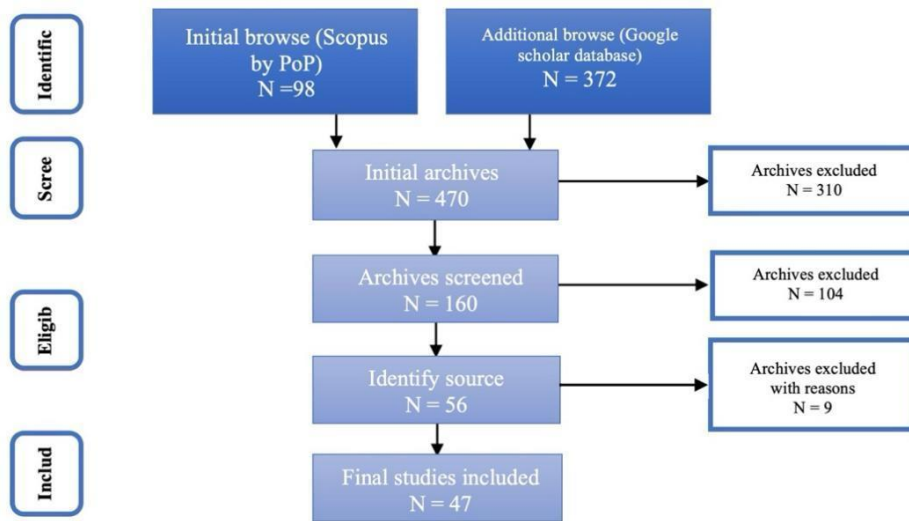 Identific
Initial browse (Scopus
by PoP)
N =98
Additional browse (Google
scholar database)
N = 372
Scree
Initial archives
N = 470
Archives excluded
N = 310
Archives screened
N = 160
Archives excluded
N = 104
Eligib
Identify source
N = 56
Archives excluded
with reasons
N = 9
Includ
Final studies included
N = 47